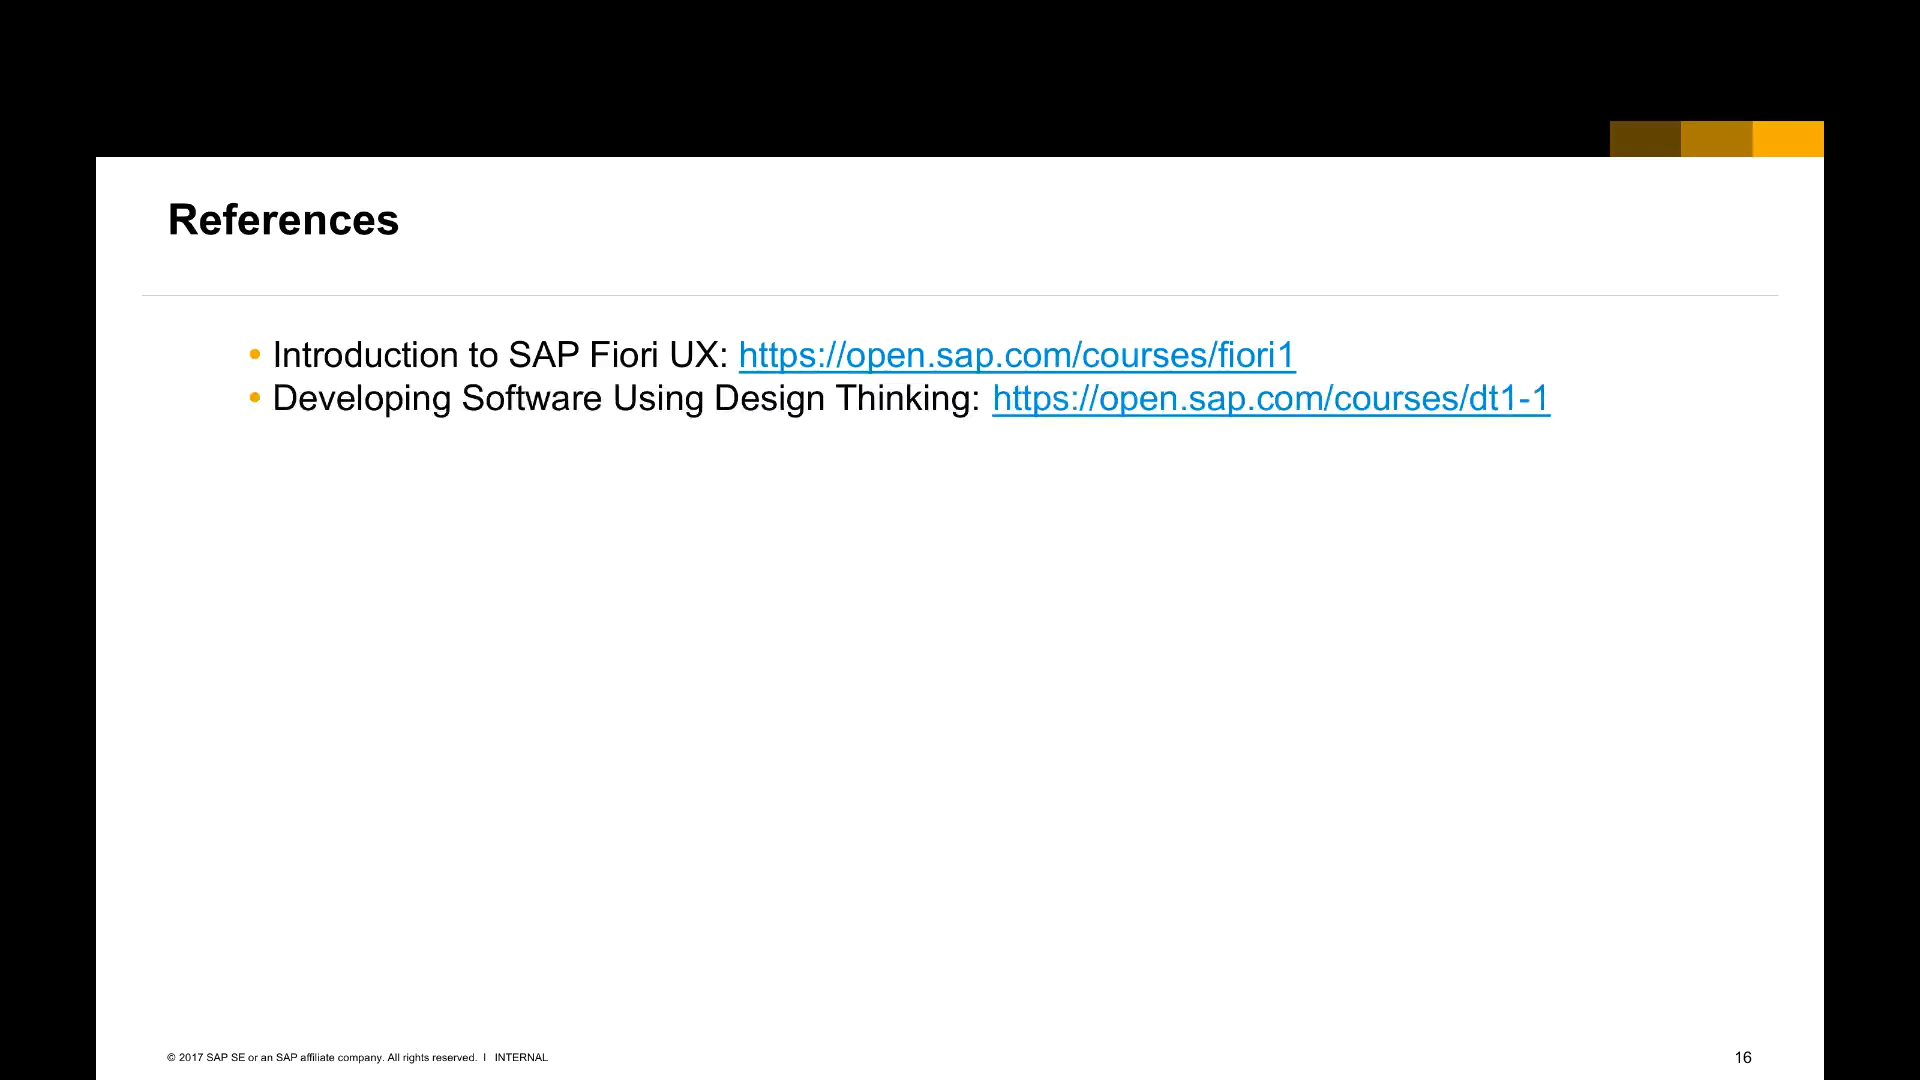 References
• Introduction to SAP Fiori UX: https://open.sap.com/courses/fiori1
• Developing Software Using Design Thinking: https://open.sap.com/courses/dt1-1
© 2017 SAP SE or an SAP affiliate company. All rights reserved. I INTERNAL
16